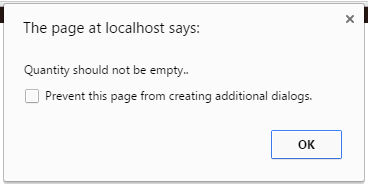 The page at localhost says:
Quantity should not be empty..
Prevent this page from creating additional dialogs.
OK